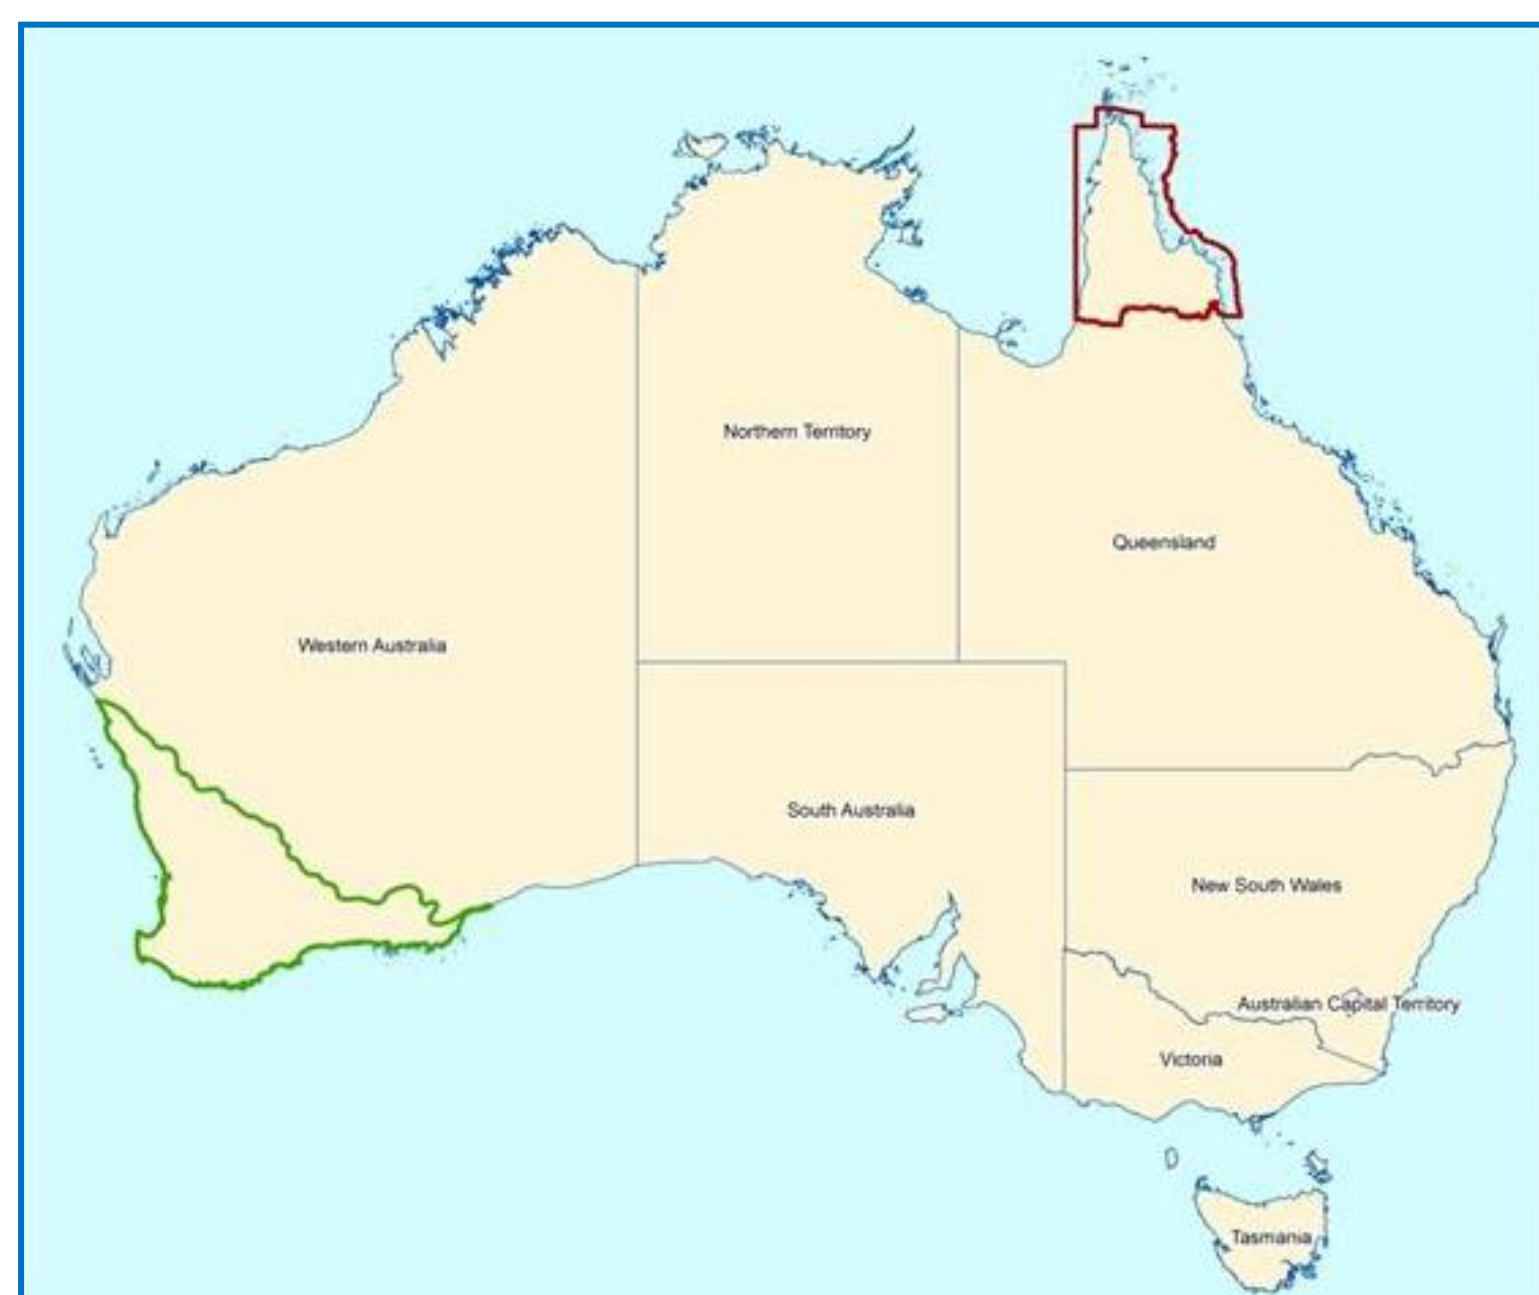 Northern Territory
Queensland
Western Australia
South Australia
New South Wales
Australian Capital Territory
Victoria
Tasmania